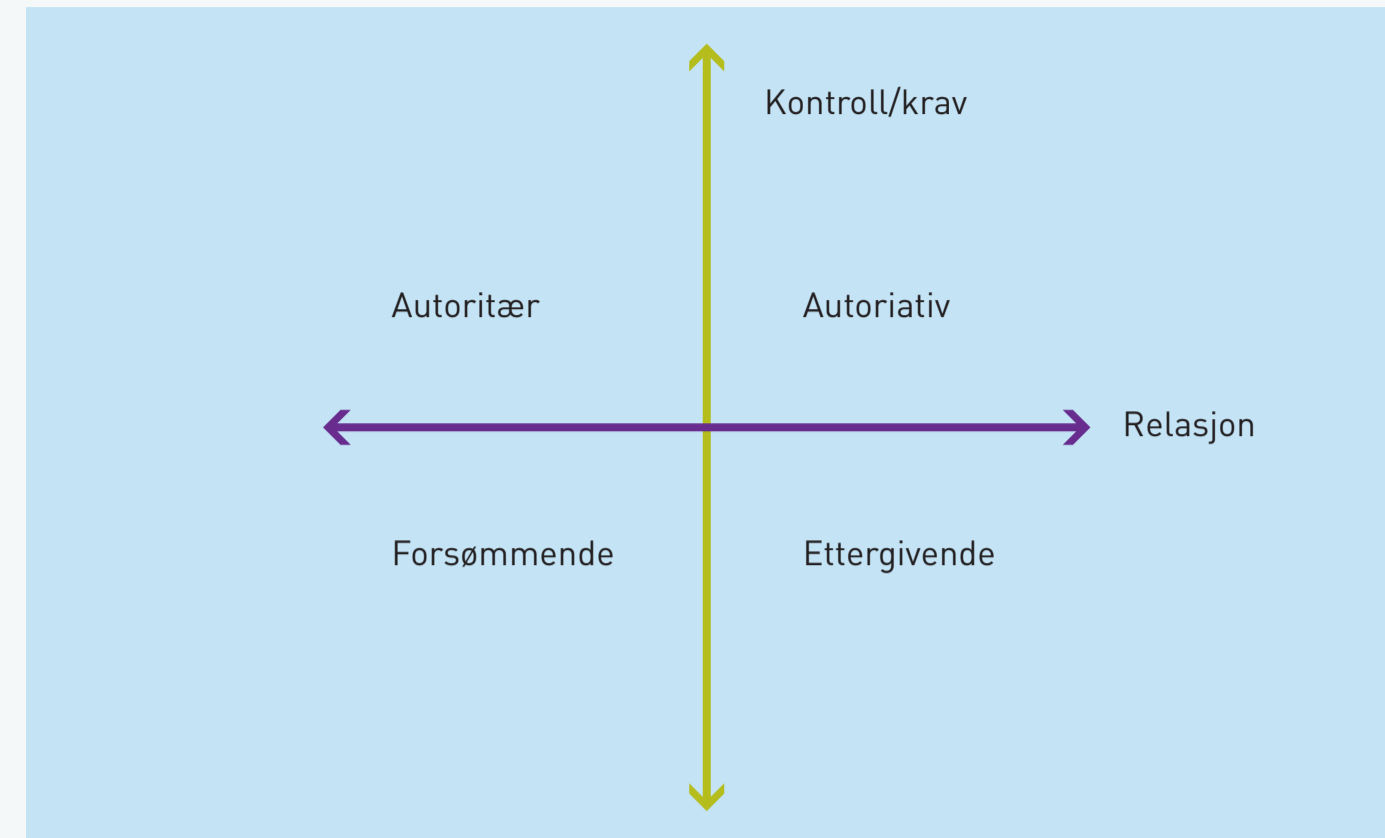 Kontroll/krav
Autoritær
Autoriativ
Relasjon
Forsømmende
Ettergivende